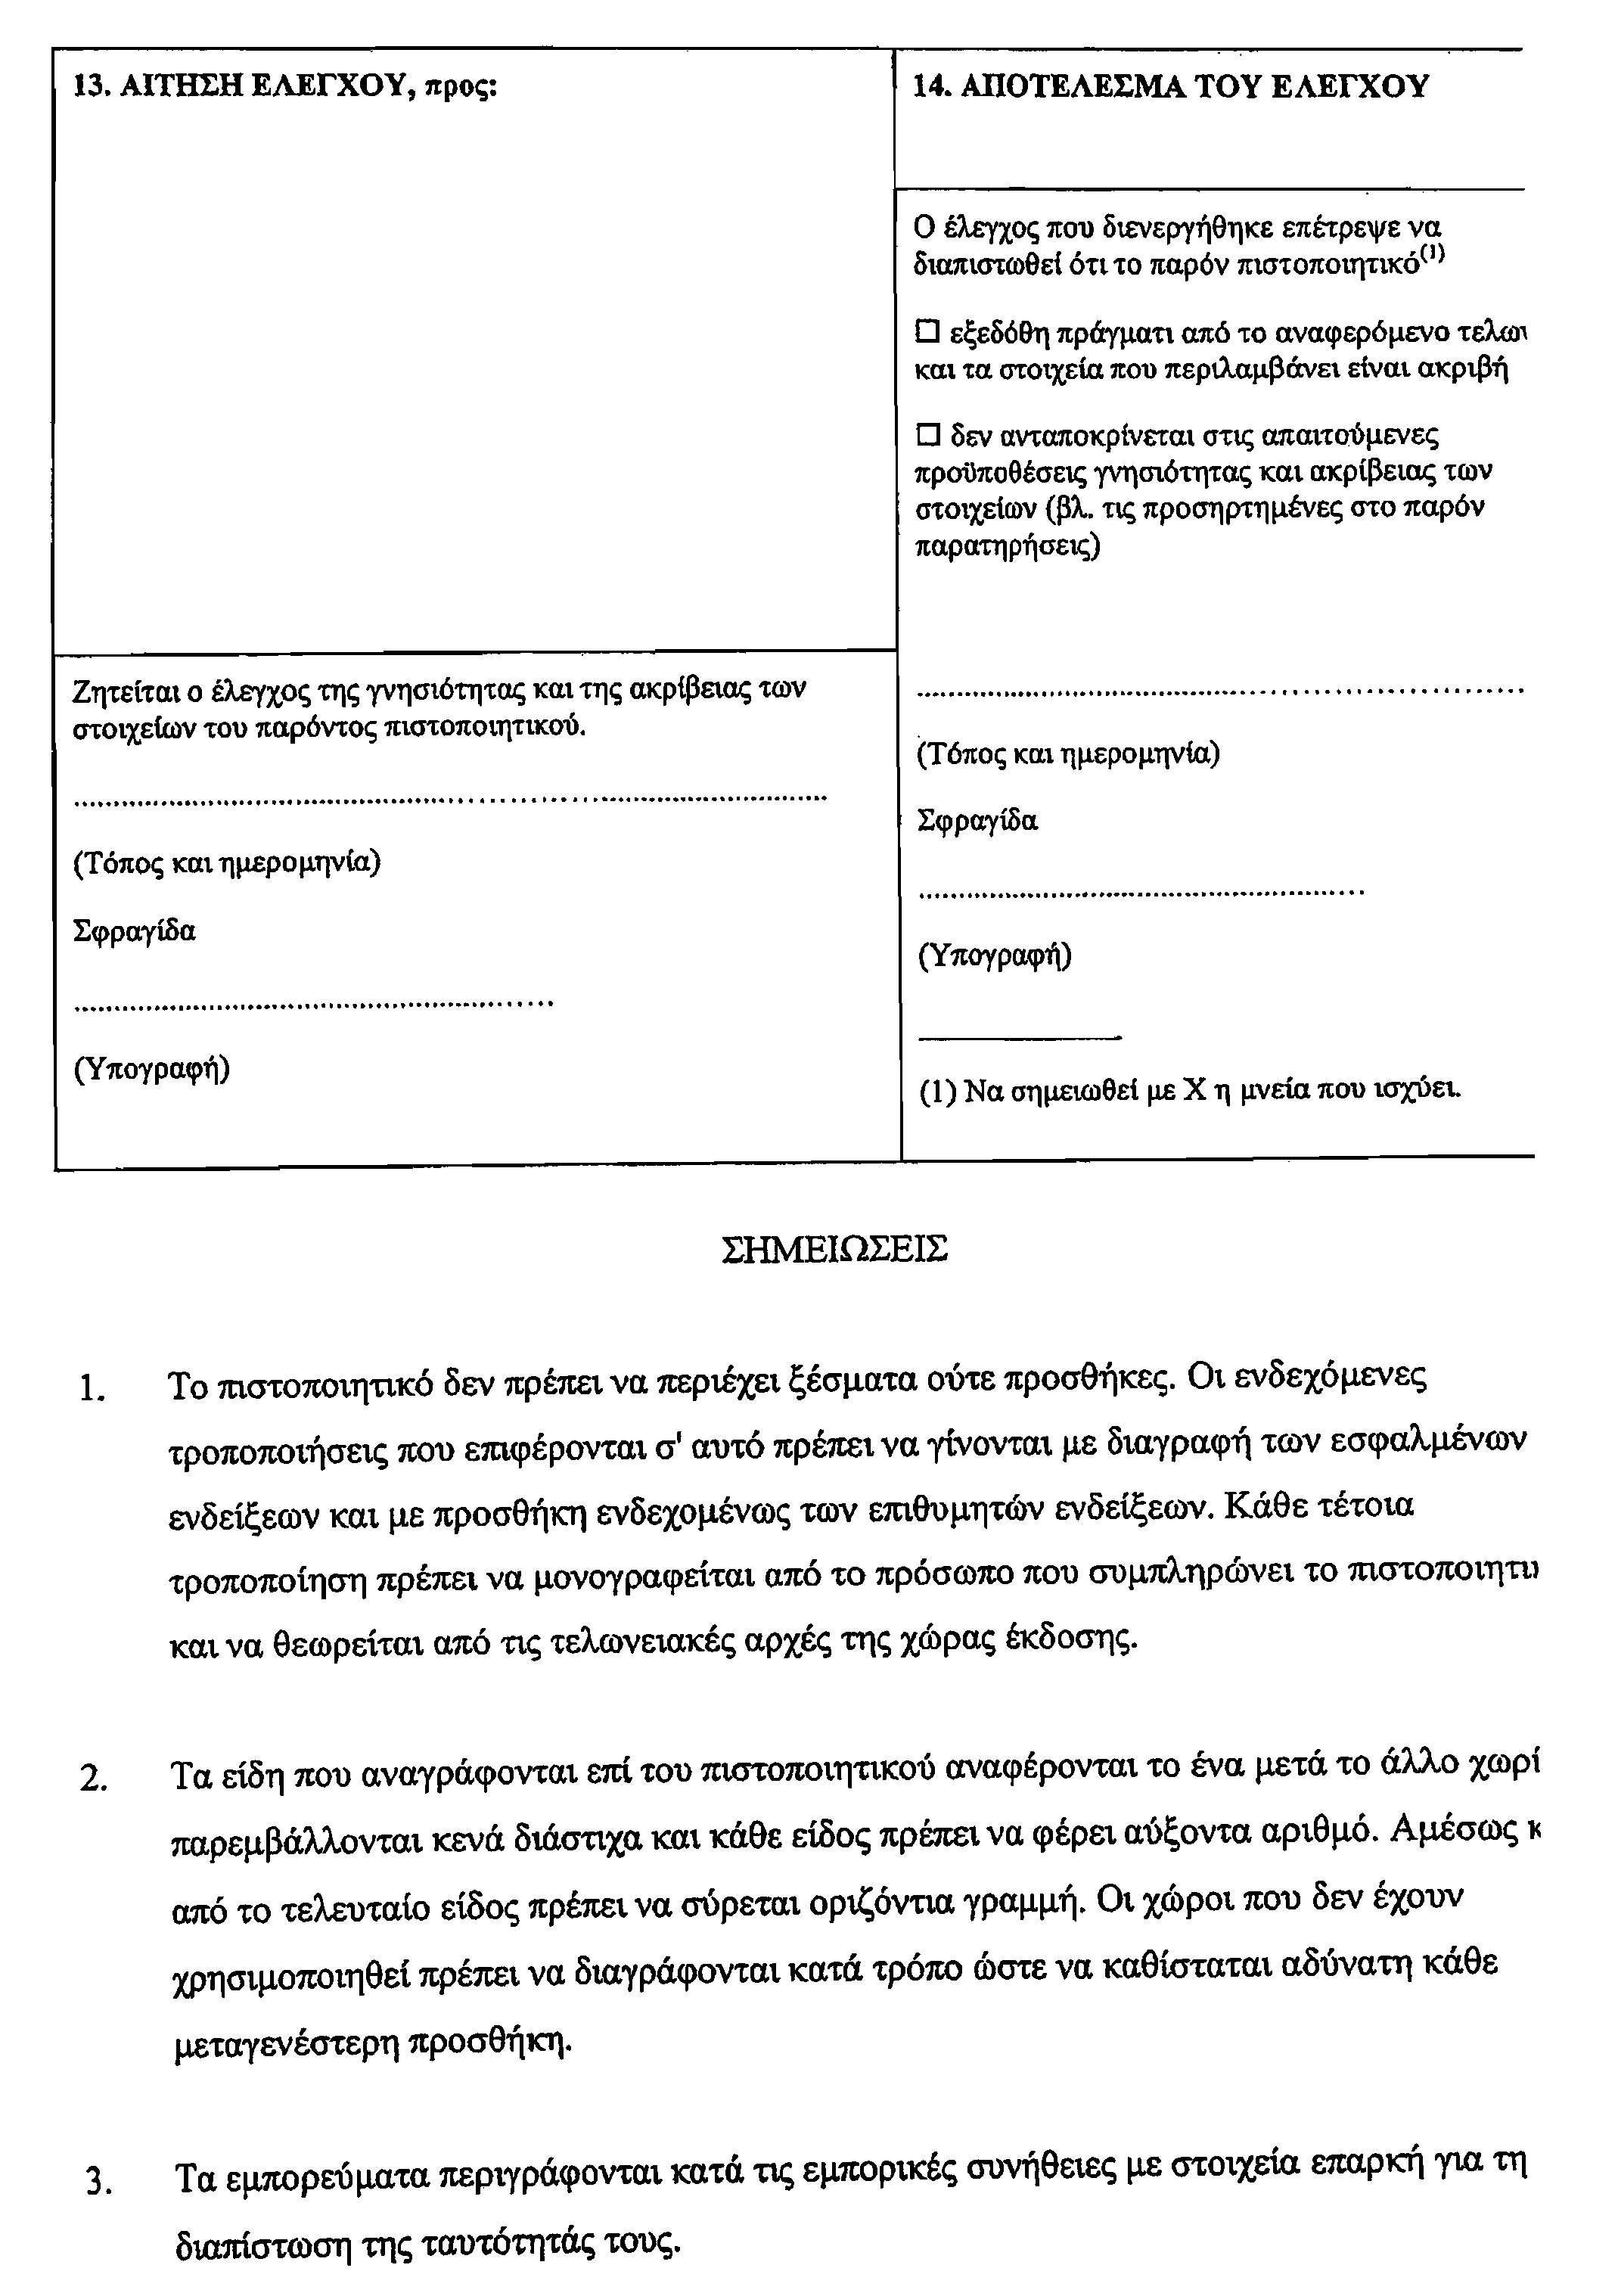 13. ΑΙΤΗΣΗ ΕΛΕΓΧΟΥ, προς:
Ζητείται ο έλεγχος της γνησιότητας και της ακρίβειας των
στοιχείων του παρόντος πιστοποιητικού.
................................................................................
(Τόπος και ημερομηνία)
Σφραγίδα
....................................................
(Υπογραφή)
14. ΑΠΟΤΕΛΕΣΜΑ ΤΟΥ ΕΛΕΓΧΟΥ
Ο έλεγχος που διενεργήθηκε επέτρεψε να
διαπιστωθεί ότι το παρόν πιστοποιητικό(1)
□ εξεδόθη πράγματι από το αναφερόμενο
και τα στοιχεία που περιλαμβάνει είναι ακριβή
□ δεν ανταποκρίνεται στις απαιτούμενες
προϋποθέσεις γνησιότητας και ακρίβειας των
στοιχείων (βλ. τις προσηρτημένες στο παρόν
παρατηρήσεις)
................................................................
(Τόπος και ημερομηνία)
Σφραγίδα
................................................
(Υπογραφή)
(1) Να σημειωθεί με Χ η μνεία που ισχύει.
ΣΗΜΕΙΩΣΕΙΣ
1. Το πιστοποιητικό δεν πρέπει να περιέχει ξέσματα ούτε προσθήκες. Οι ενδεχόμενες
τροποποιήσεις που επιφέρονται σ' αυτό πρέπει να γίνονται με διαγραφή των εσφαλμένων
ενδείξεων και με προσθήκη ενδεχομένως των επιθυμητών ενδείξεων. Κάθε τέτοια
τροποποίηση πρέπει να μονογραφείται από το πρόσωπο που συμπληρώνει το
και να θεωρείται από τις τελωνειακές αρχές της χώρας έκδοσης.
2. Τα είδη που αναγράφονται επί του πιστοποιητικού αναφέρονται το ένα μετά το άλλο χωρί
παρεμβάλλονται κενά διάστιχα και κάθε είδος πρέπει να φέρει αύξοντα αριθμό. Αμέσως
από το τελευταίο είδος πρέπει να σύρεται οριζόντια γραμμή. Οι χώροι που δεν έχουν
χρησιμοποιηθεί πρέπει να διαγράφονται κατά τρόπο ώστε να καθίσταται αδύνατη κάθε
μεταγενέστερη προσθήκη.
3. Τα εμπορεύματα περιγράφονται κατά τις εμπορικές συνήθειες με στοιχεία επαρκή για τη
διαπίστωση της ταυτότητάς τους.